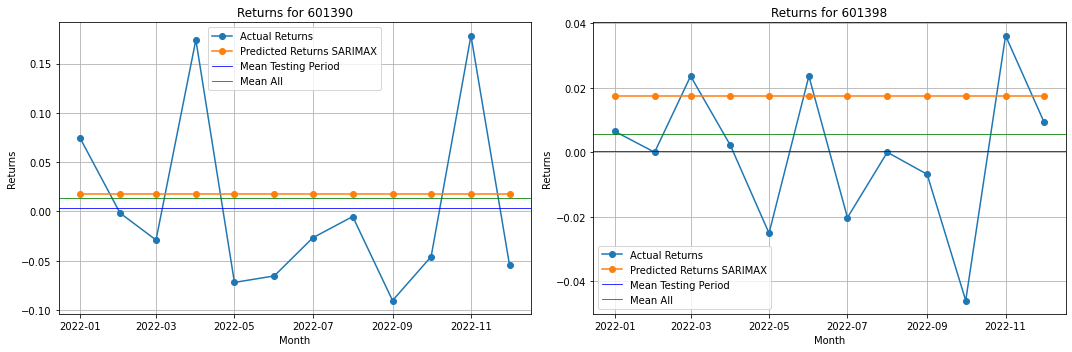 Returns for 601390
Actual Returns
Predicted Returns SARIMAX
Mean Testing Period
Mean All
Returns
0.15
0.10
0.05
0.00
−0.05
−0.10
2022-01
2022-03
2022-05
2022-07
2022-09
2022-11
Month
Returns for 601398
Returns
0.04
0.02
0.00
−0.02
−0.04
Actual Returns
Predicted Returns SARIMAX
Mean Testing Period
Mean All
2022-01
2022-03
2022-05
2022-07
2022-09
2022-11
Month